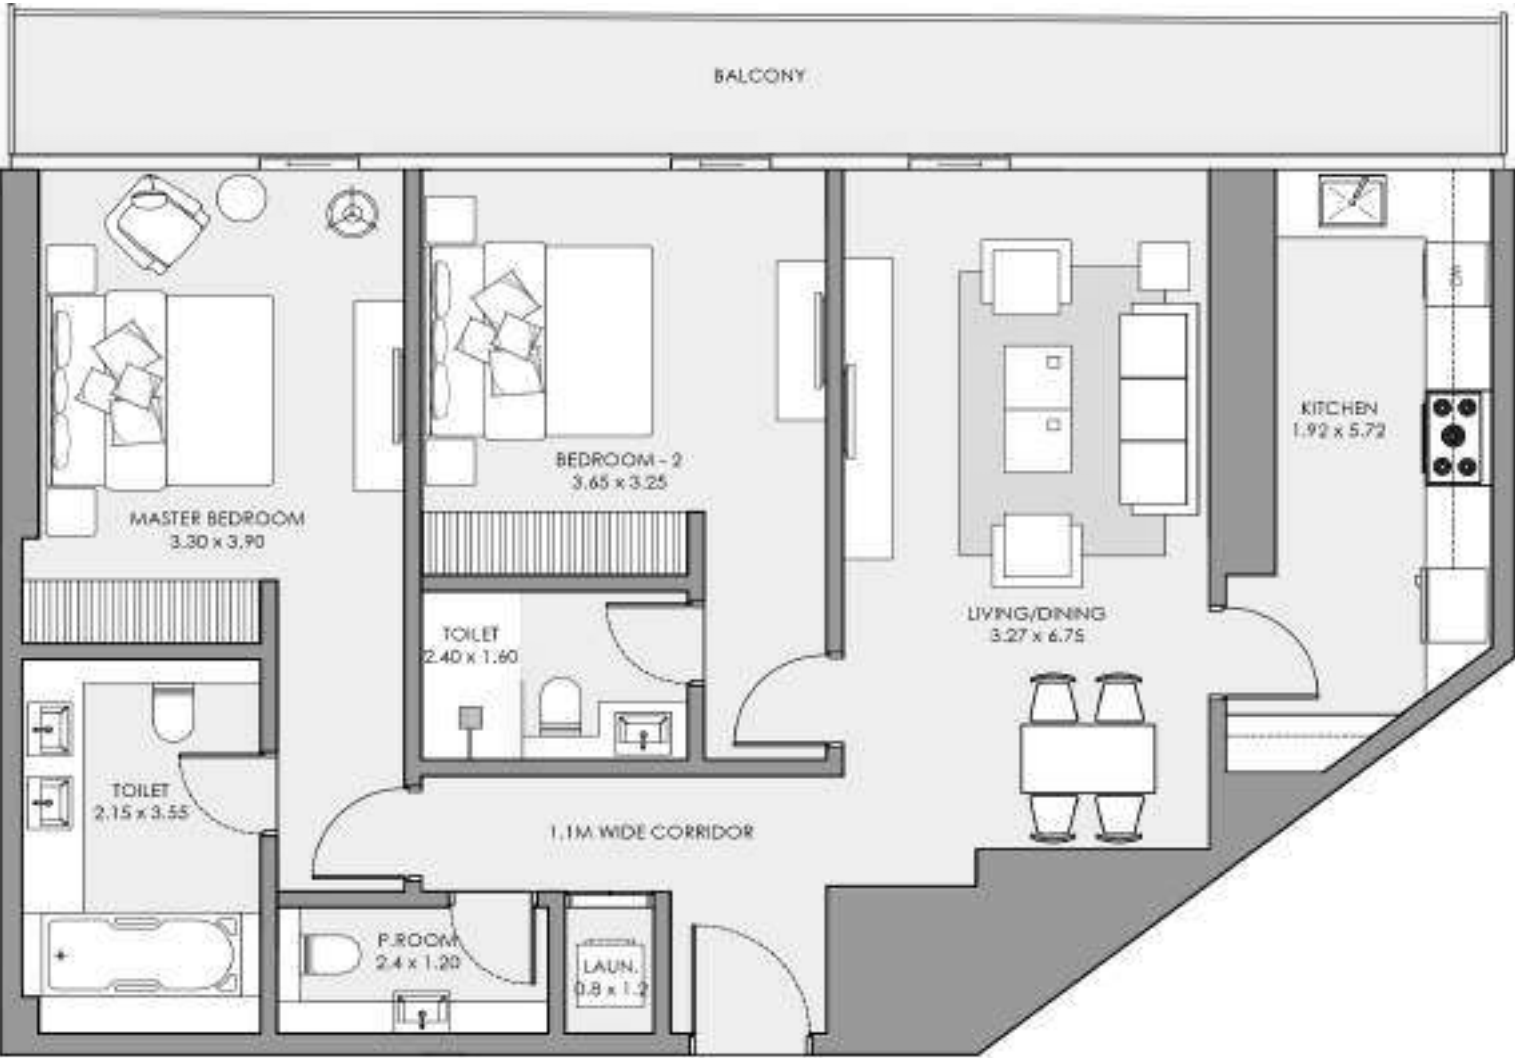 BALCONY
KITCHEN
1.92 x 5.72
BEDROOM - 2
3.65 x 3.25
MASTER BEDROOM
3.30 x 3.90
LIVING/DINING
3.27 x 6.75
TOILET
2.40 x 1.60
TOILET
2.15 x 3.55
1.1M WIDE CORRIDOR
P.ROOM
2.4 x 1.20
LAUN.
0.8 x 1.2